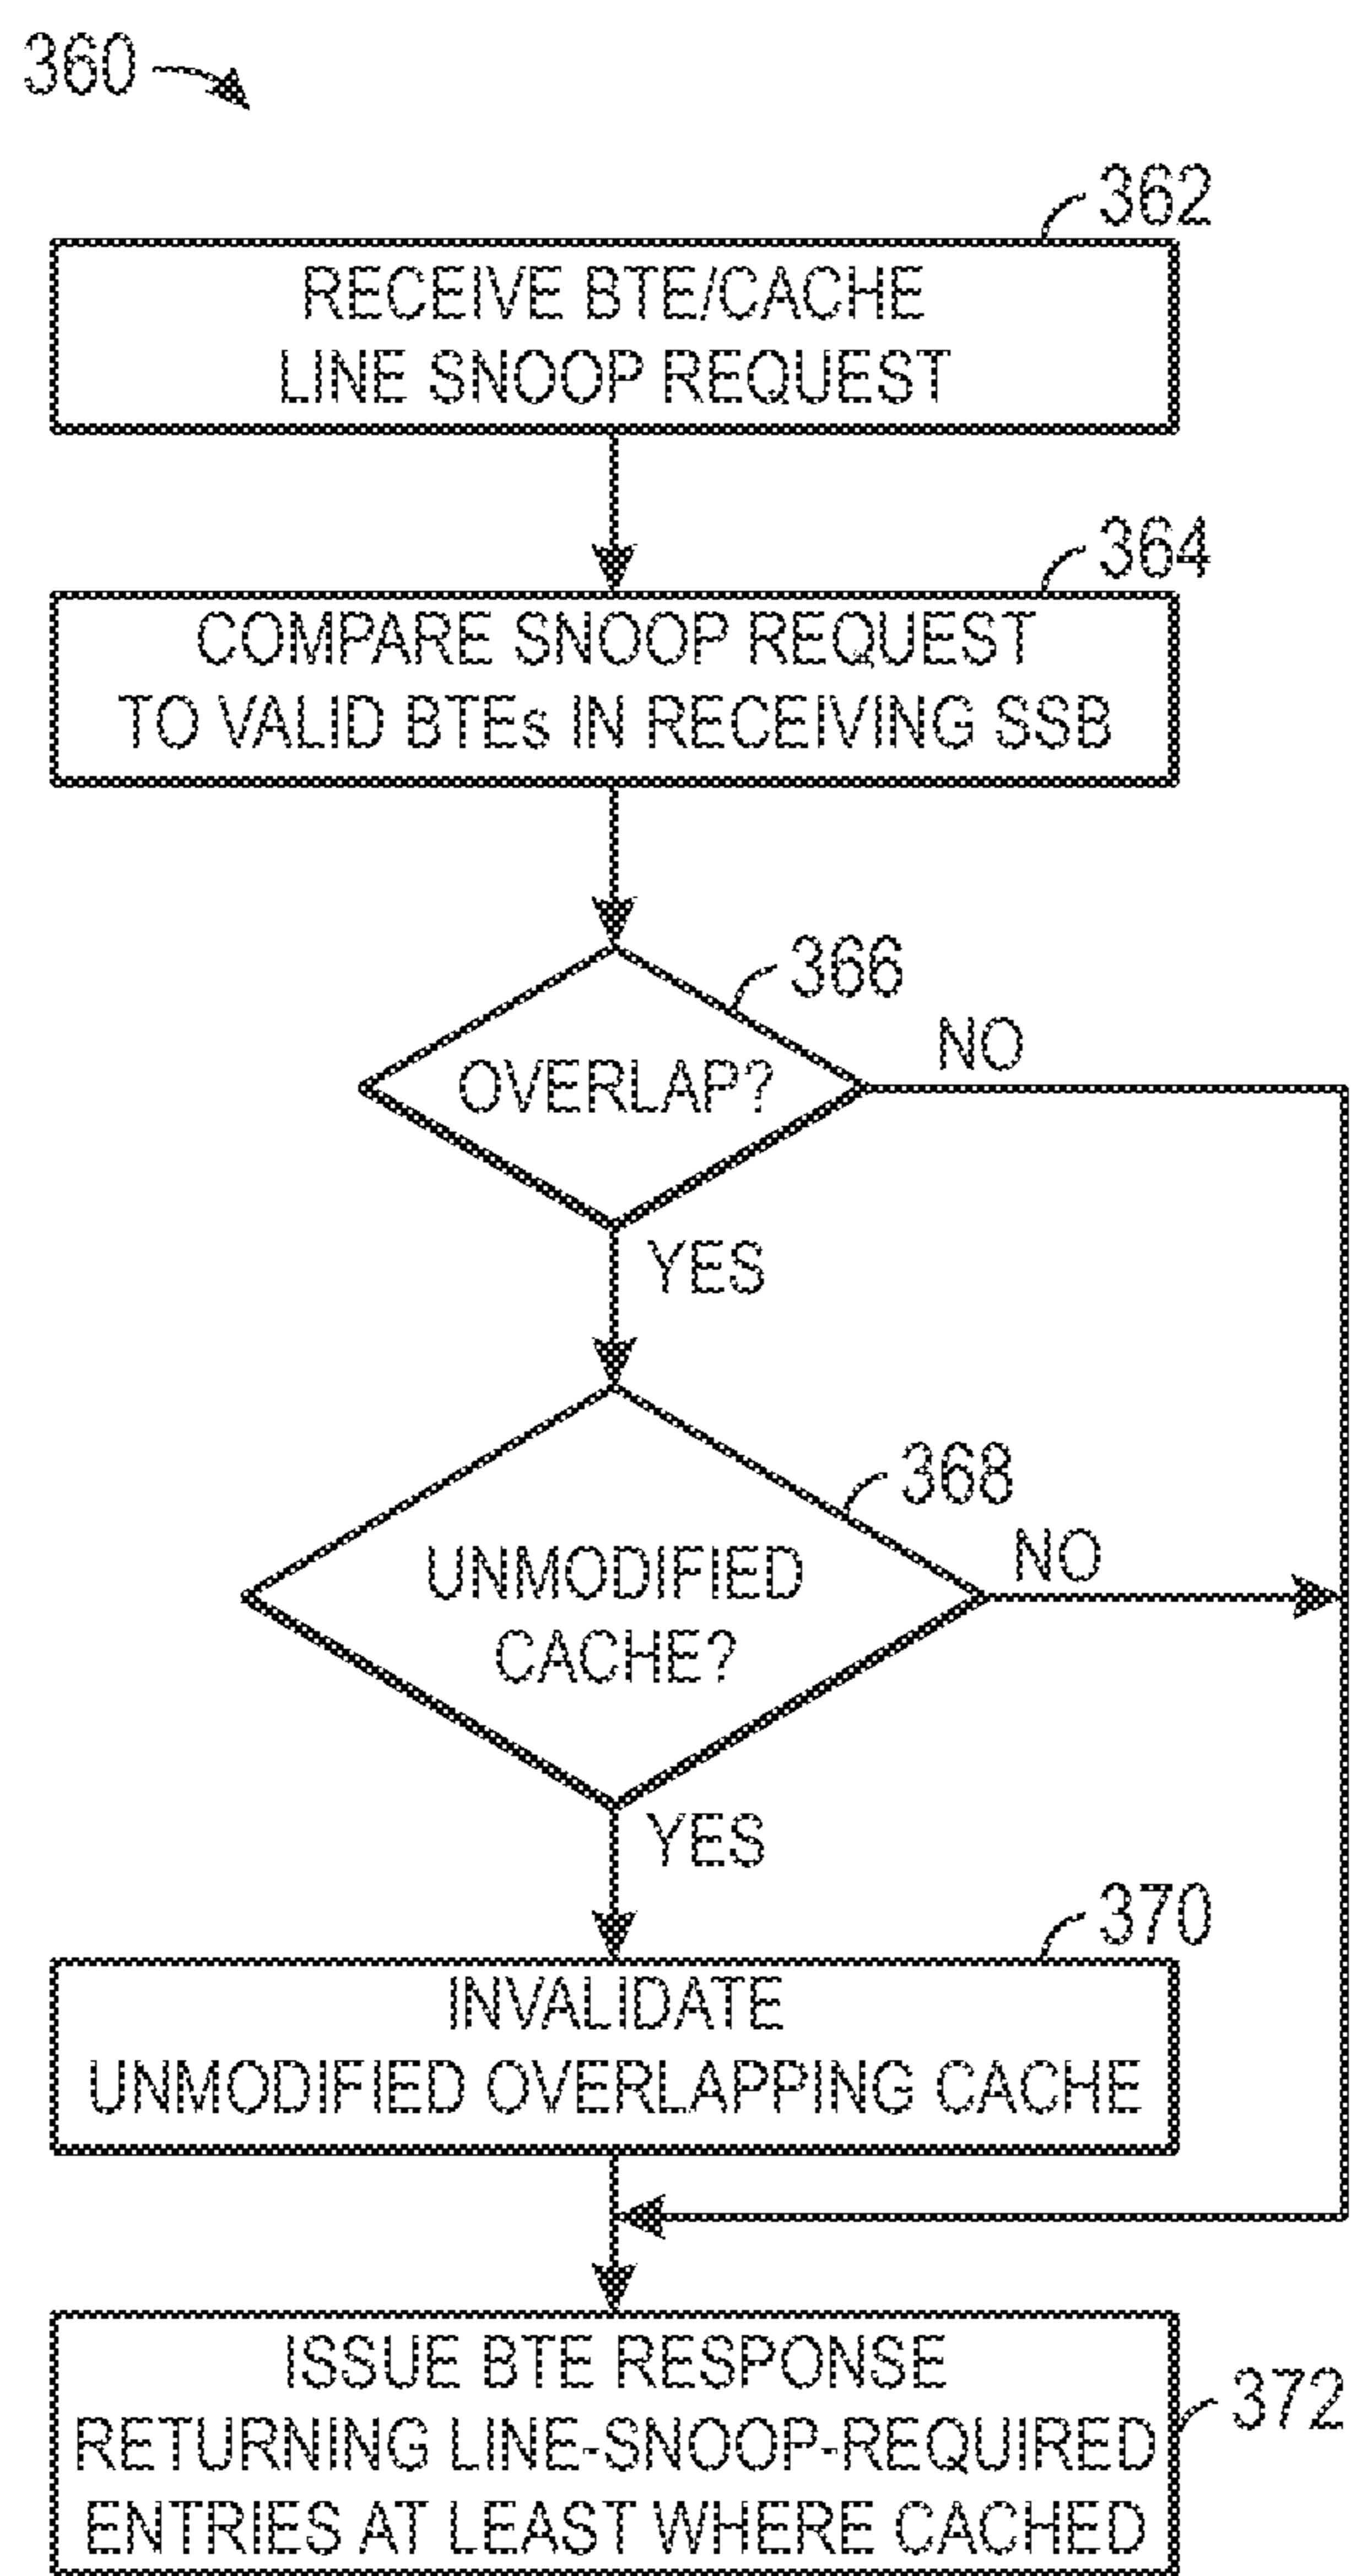 360
362
RECEIVE BTE/CACHE
LINE SNOOP REQUEST
364
COMPARE SNOOP REQUEST
TO VALID BTEs IN RECEIVING SSB
366
OVERLAP?
NO
YES
368
UNMODIFIED
CACHE?
NO
YES
370
INVALIDATE
UNMODIFIED OVERLAPPING CACHE
372
ISSUE BTE RESPONSE
RETURNING LINE-SNOOP-REQUIRED
ENTRIES AT LEAST WHERE CACHED